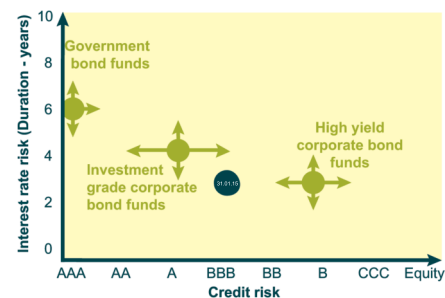 10
8
6
4
2
0
Interest rate risk (Duration - years)
Government
bond funds
Investment
grade corporate
bond funds
31.01.15
High yield
corporate bond
funds
AAA AA A BBB BB B CCC Equity
Credit risk